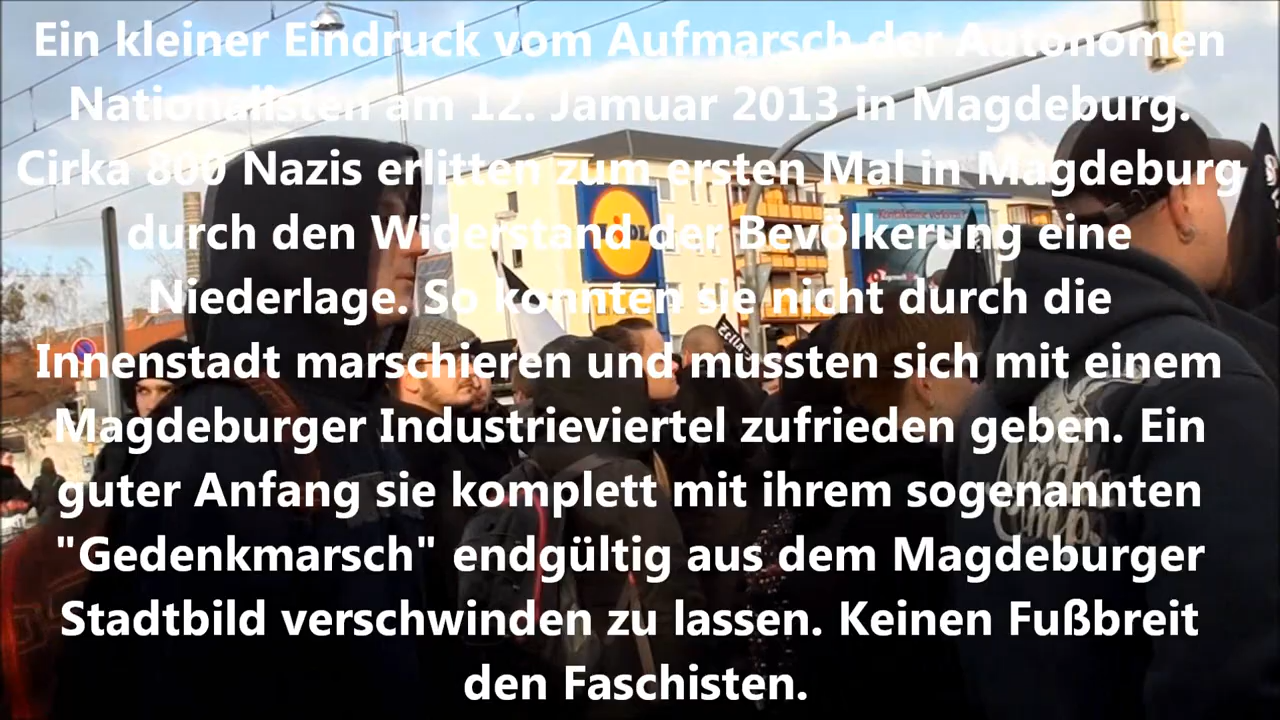 Ein kleiner Eindruck vom Aufmarsch der Autonomen
Nationalisten am 12. Jamuar 2013 in Magdeburg.
Cirka 800 Nazis erlitten zum ersten Mal in Magdeburg
durch den Widerstand der Bevölkerung eine
Niederlage. So konnten sie nicht durch die
Innenstadt marschieren und mussten sich mit einem
Magdeburger Industrieviertel zufrieden geben. Ein
guter Anfang sie komplett mit ihrem sogenannten
"Gedenkmarsch" endgültig aus dem Magdeburger
Stadtbild verschwinden zu lassen. Keinen Fußbreit
den Faschisten.